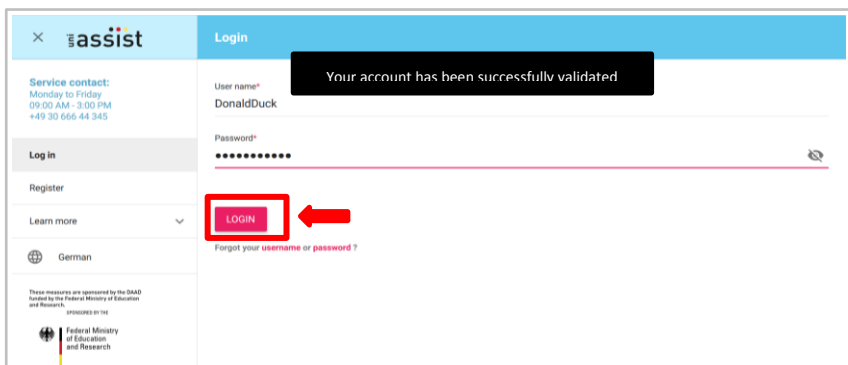 uni assist
Login
Your account has been successfully validated
Service contact:
Monday to Friday
09:00 AM - 3:00 PM
+49 30 666 44 345
User name*
DonaldDuck
Password*
•••••••••••
Log in
Register
Learn more
LOGIN
German
Forgot your username or password ?
These measures are sponsored by the DAAD
funded by the Federal Ministry of Education
and Research.
SPONSORED BY THE
Federal Ministry
of Education
and Research